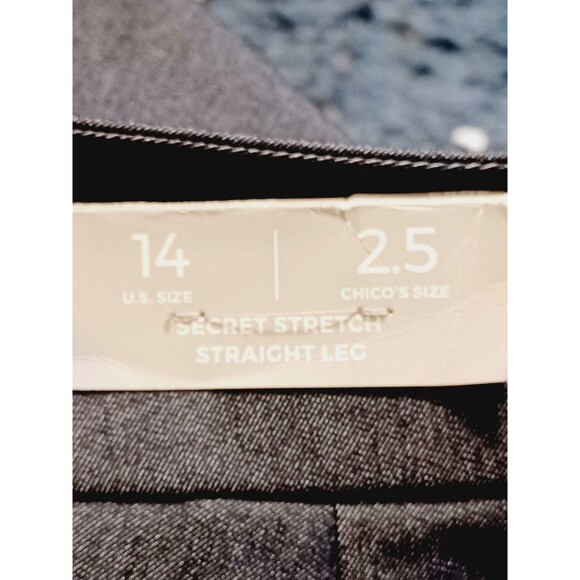 14 2.5
U.S. SIZE CHICO'S SIZE
SECRET STRETCH
STRAIGHT LEG